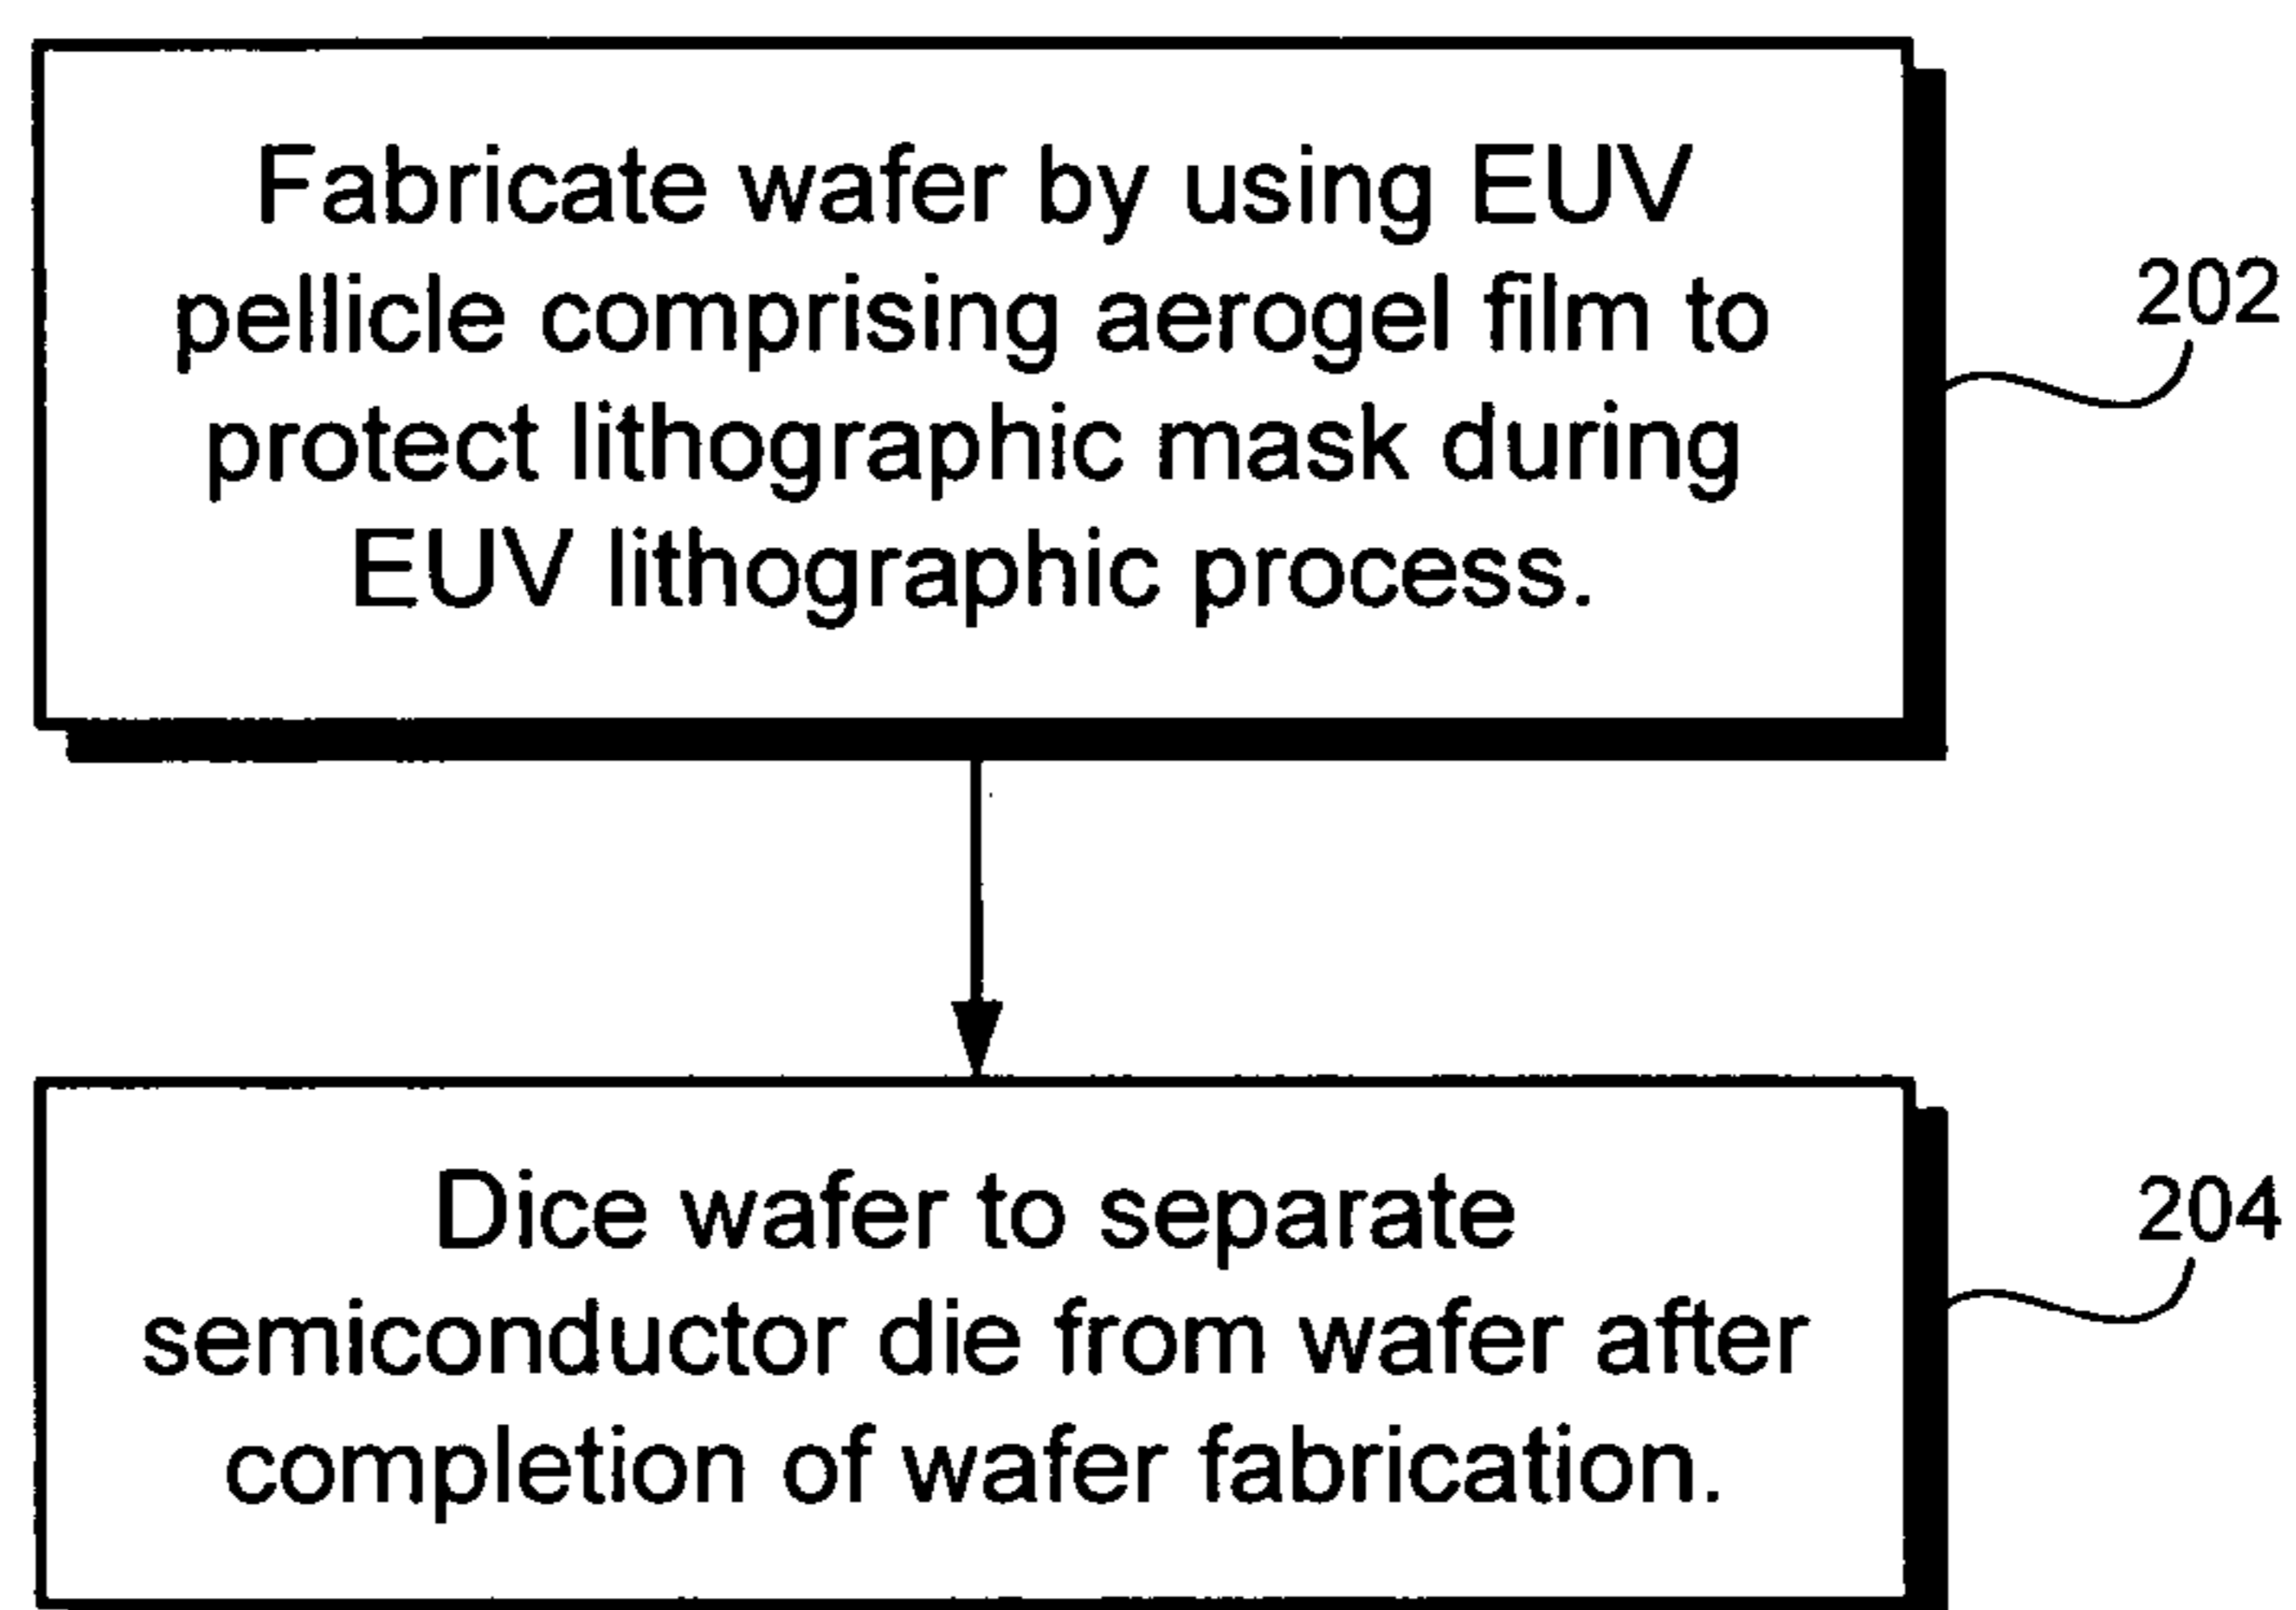 Fabricate wafer by using EUV
pellicle comprising aerogel film to
protect lithographic mask during
EUV lithographic process.
202
Dice wafer to separate
semiconductor die from wafer after
completion of wafer fabrication.
204